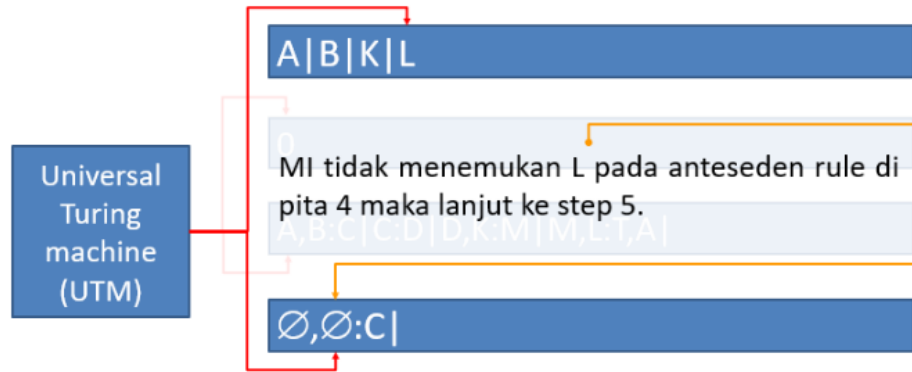 A|B|K|L
0
MI tidak menemukan L pada anteseden rule di
pita 4 maka lanjut ke step 5.
A,B:C|C:D|D,K:M|M,L:T,A|
Universal
Turing
machine
(UTM)
∅,∅:C|